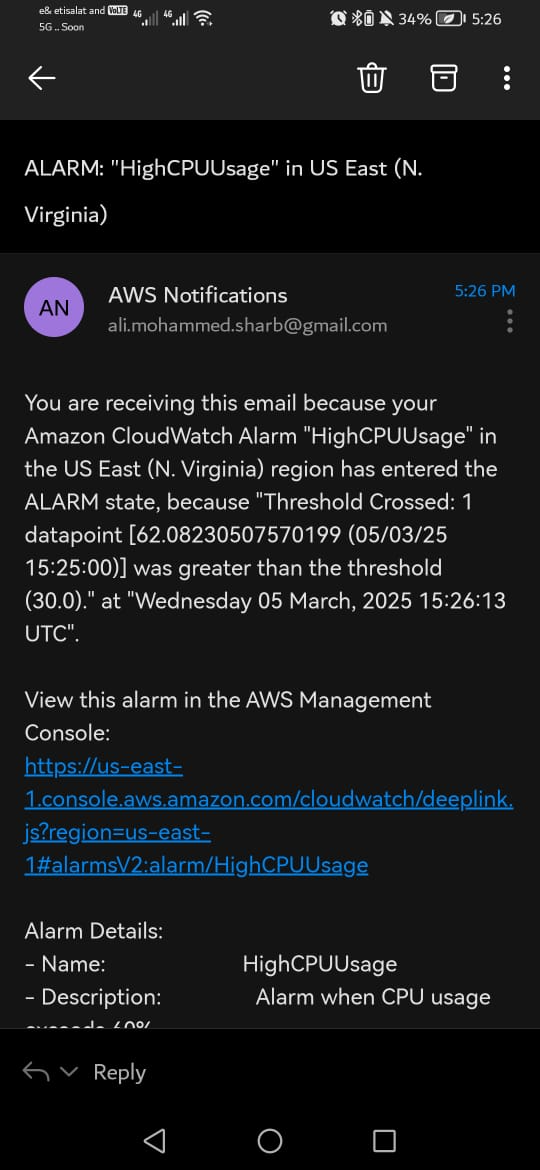 e& etisalat and VoLTE 4G 4G 34% 5:26
5G .. Soon
ALARM: "HighCPUUsage" in US East (N.
Virginia)
AN
AWS Notifications
5:26 PM
ali.mohammed.sharb@gmail.com
You are receiving this email because your
Amazon CloudWatch Alarm "HighCPUUsage" in
the US East (N. Virginia) region has entered the
ALARM state, because "Threshold Crossed: 1
datapoint [62.08230507570199 (05/03/25
15:25:00)] was greater than the threshold
(30.0)." at "Wednesday 05 March, 2025 15:26:13
UTC".
View this alarm in the AWS Management
Console:
https://us-east-
1.console.aws.amazon.com/cloudwatch/deeplink.
js?region=us-east-
1#alarmsV2:alarm/HighCPUUsage
Alarm Details:
- Name: HighCPUUsage
- Description: Alarm when CPU usage
exceeds 60%
Reply